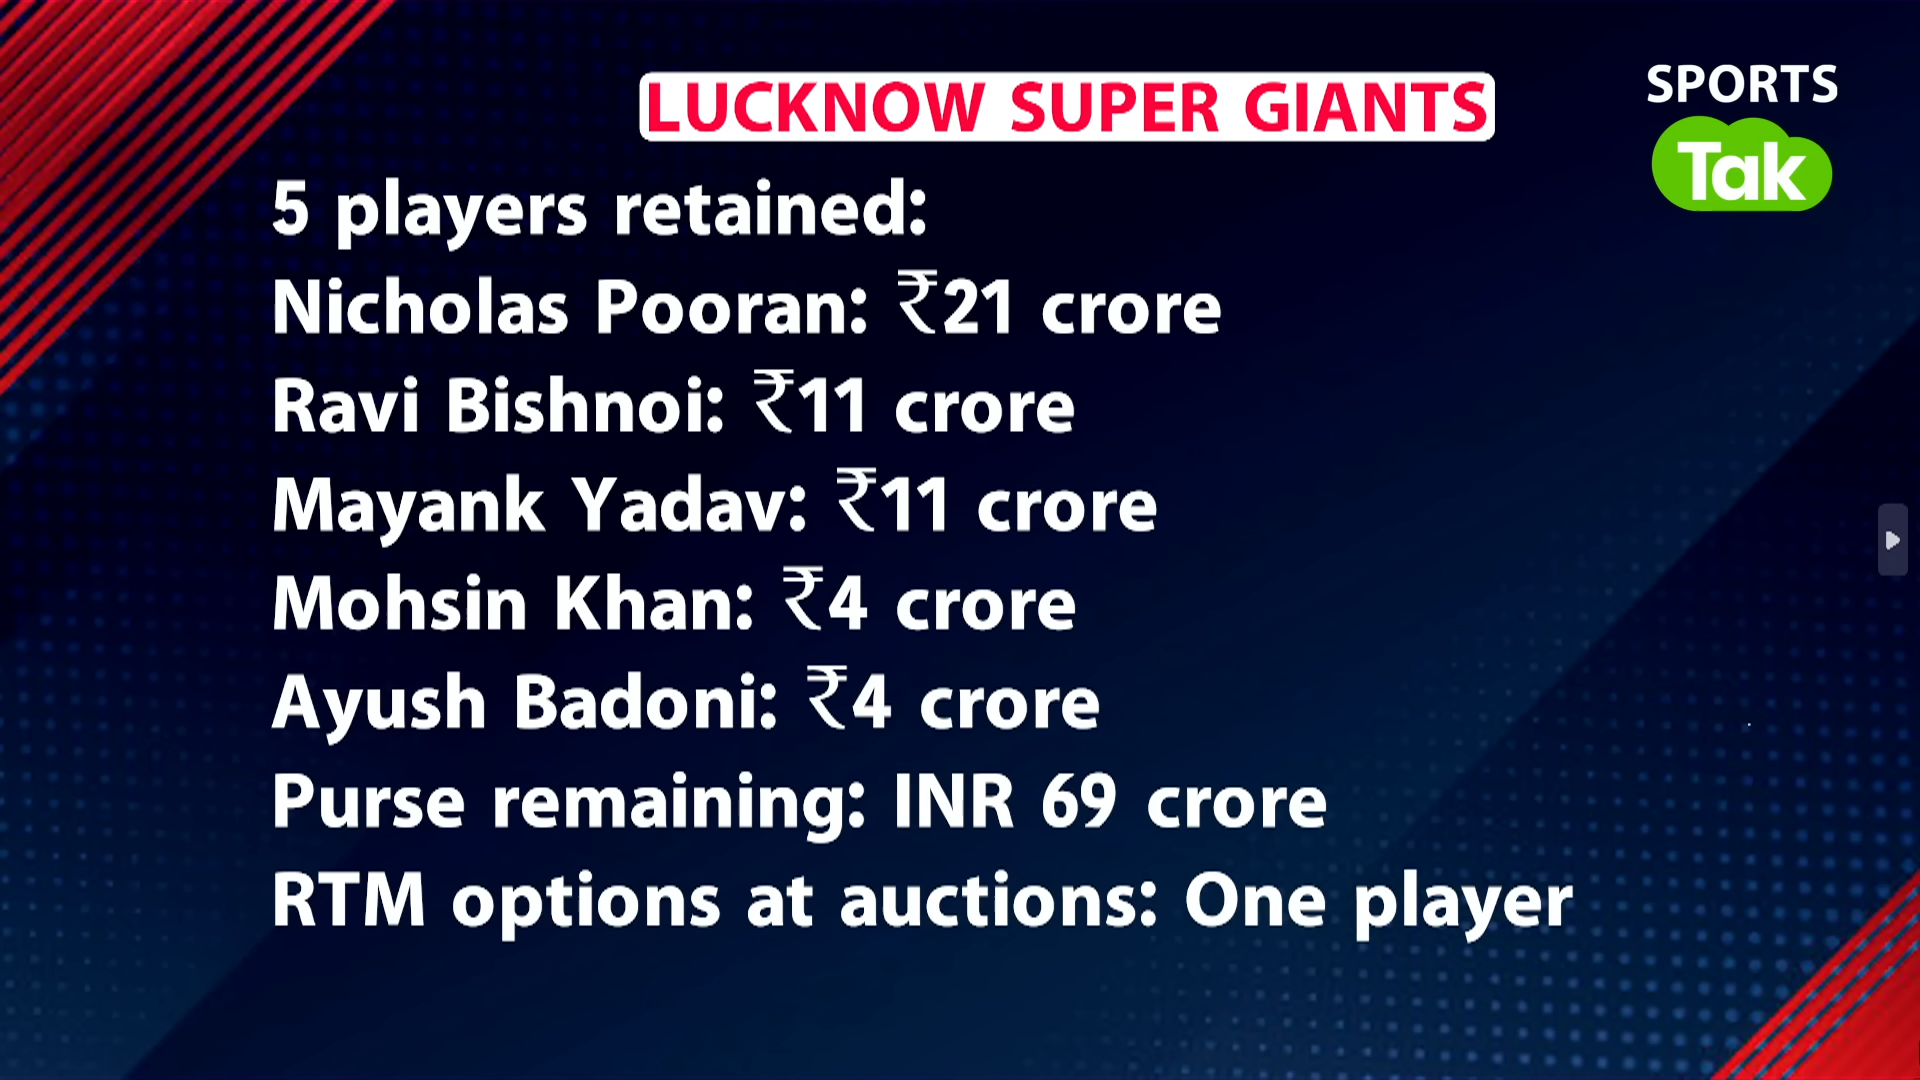 LUCKNOW SUPER GIANTS
SPORTS
Tak
5 players retained:
Nicholas Pooran: ₹21 crore
Ravi Bishnoi: ₹11 crore
Mayank Yadav: ₹11 crore
Mohsin Khan: ₹4 crore
Ayush Badoni: ₹4 crore
Purse remaining: INR 69 crore
RTM options at auctions: One player